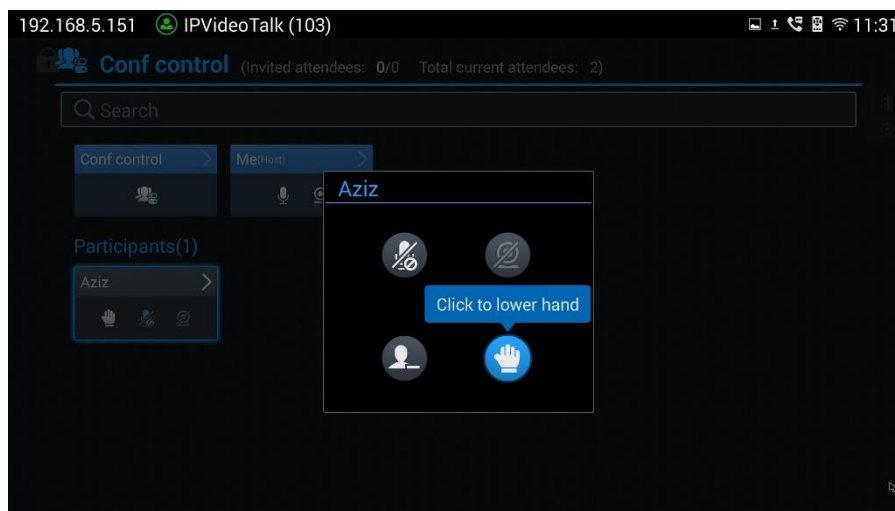 192.168.5.151 IPVideoTalk (103) 11:31
Conf control (Invited attendees: 0/0 Total current attendees: 2)
Search
Conf control
Me(Host)
Aziz
Participants(1)
Aziz
Click to lower hand